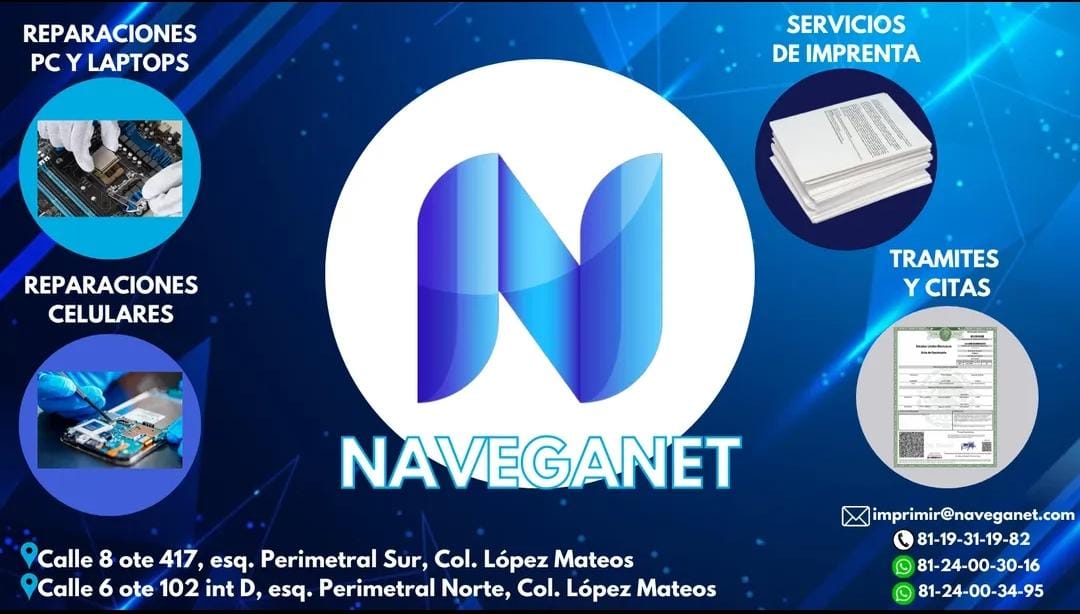 REPARACIONES
PC Y LAPTOPS
SERVICIOS
DE IMPRENTA
REPARACIONES
CELULARES
TRAMITES
Y CITAS
N
NAVEGANET
imprimir@naveganet.com
81-19-31-19-82
81-24-00-30-16
81-24-00-34-95
Calle 8 ote 417, esq. Perimetral Sur, Col. López Mateos
Calle 6 ote 102 int D, esq. Perimetral Norte, Col. López Mateos